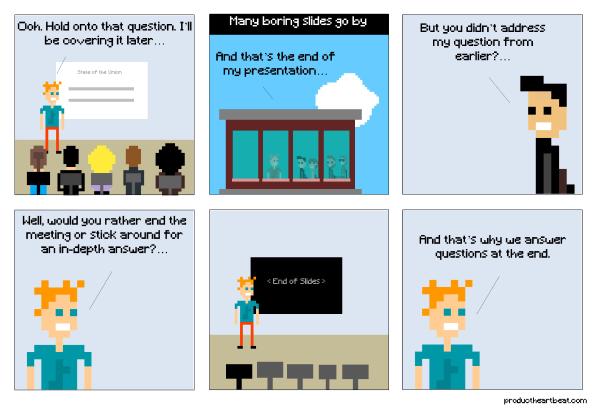 Ooh. Hold onto that question. I'll
be covering it later...
State of the Union
Many boring slides go by
And that's the end of
my presentation...
But you didn't address
my question from
earlier?...
Well, would you rather end the
meeting or stick around for
an in-depth answer?...
< End of Slides >
And that's why we answer
questions at the end.
productheartbeat.com